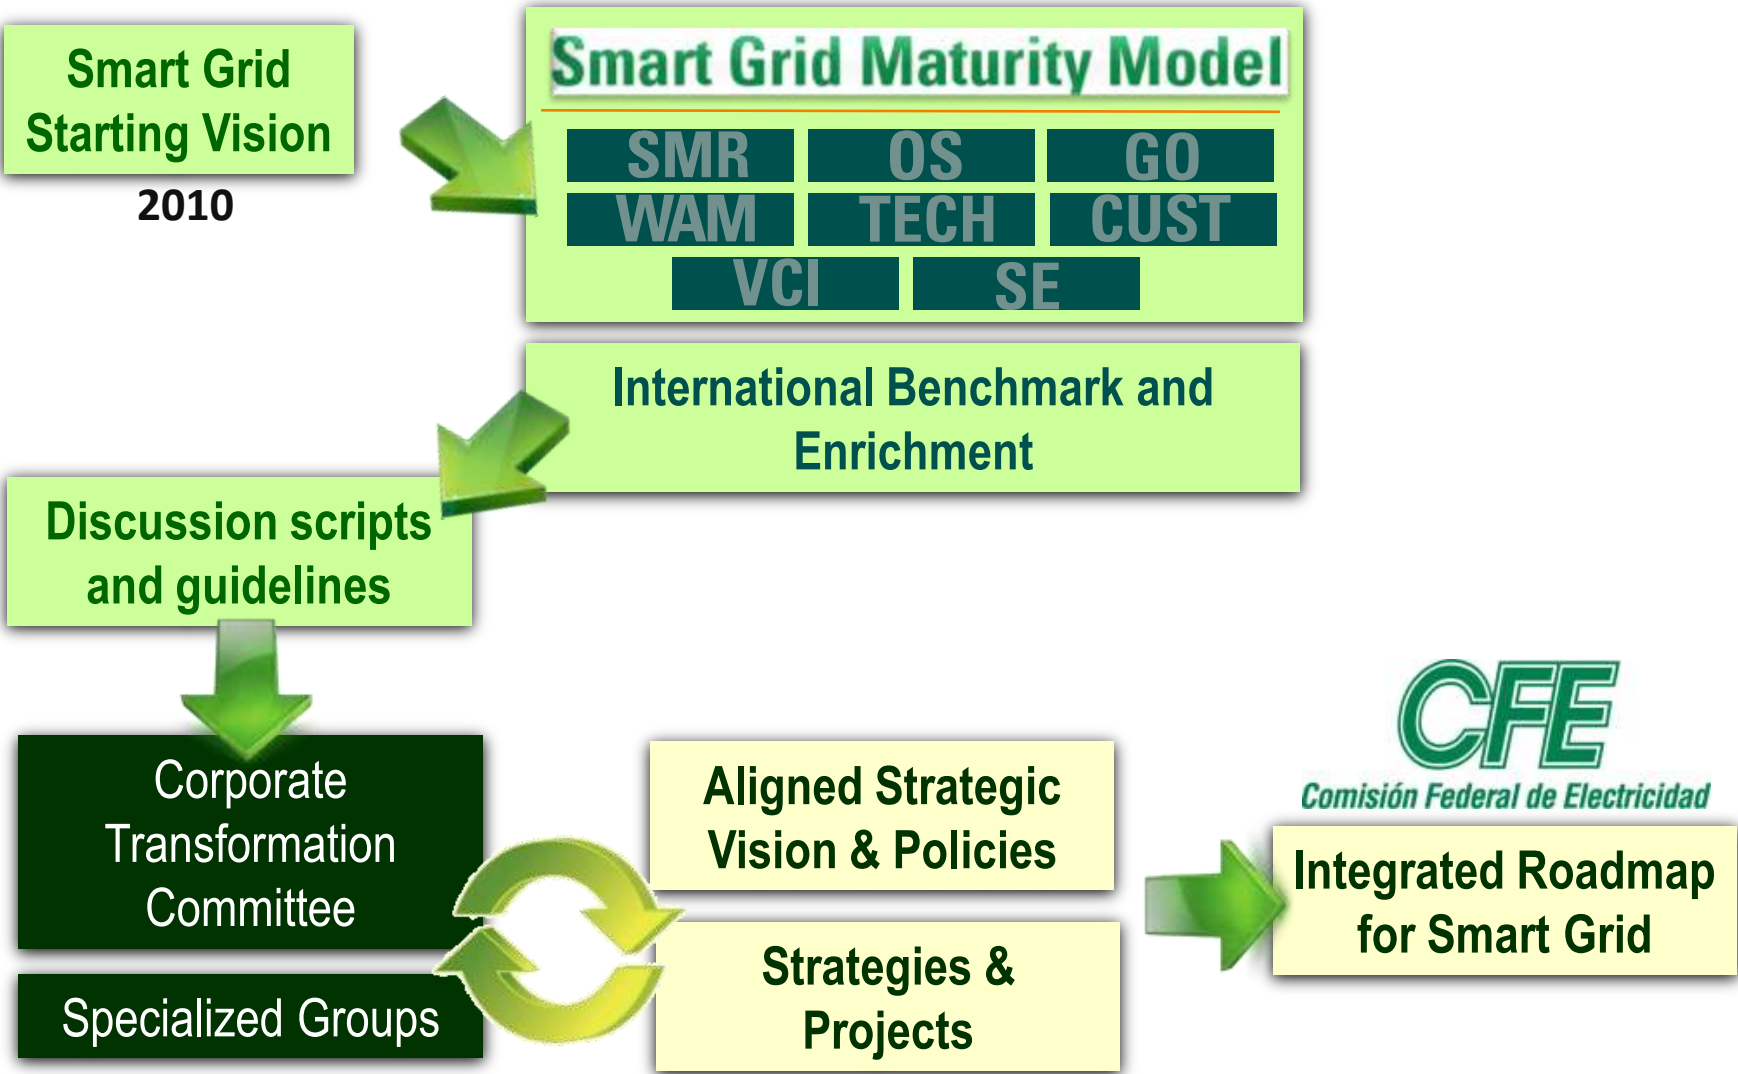 Smart Grid
Starting Vision
2010
Smart Grid Maturity Model
SMR OS GO
WAM TECH CUST
VCI SE
International Benchmark and
Enrichment
Discussion scripts
and guidelines
Corporate
Transformation
Committee
Specialized Groups
Aligned Strategic
Vision & Policies
Strategies &
Projects
CFE
Comisión Federal de Electricidad
Integrated Roadmap
for Smart Grid